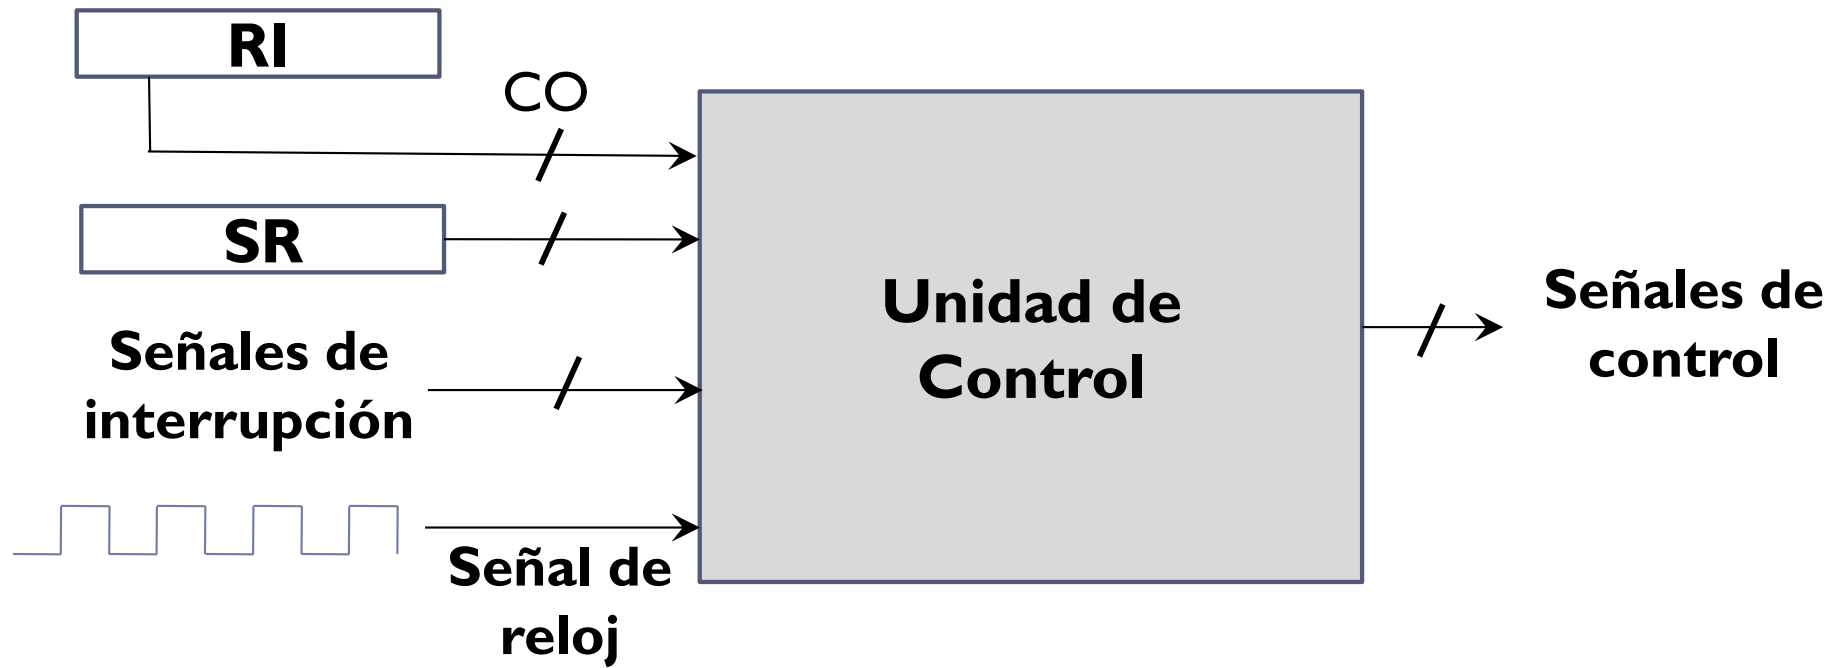 RI
CO
SR
Señales de
interrupción
Señal de
reloj
Unidad de
Control
Señales de
control